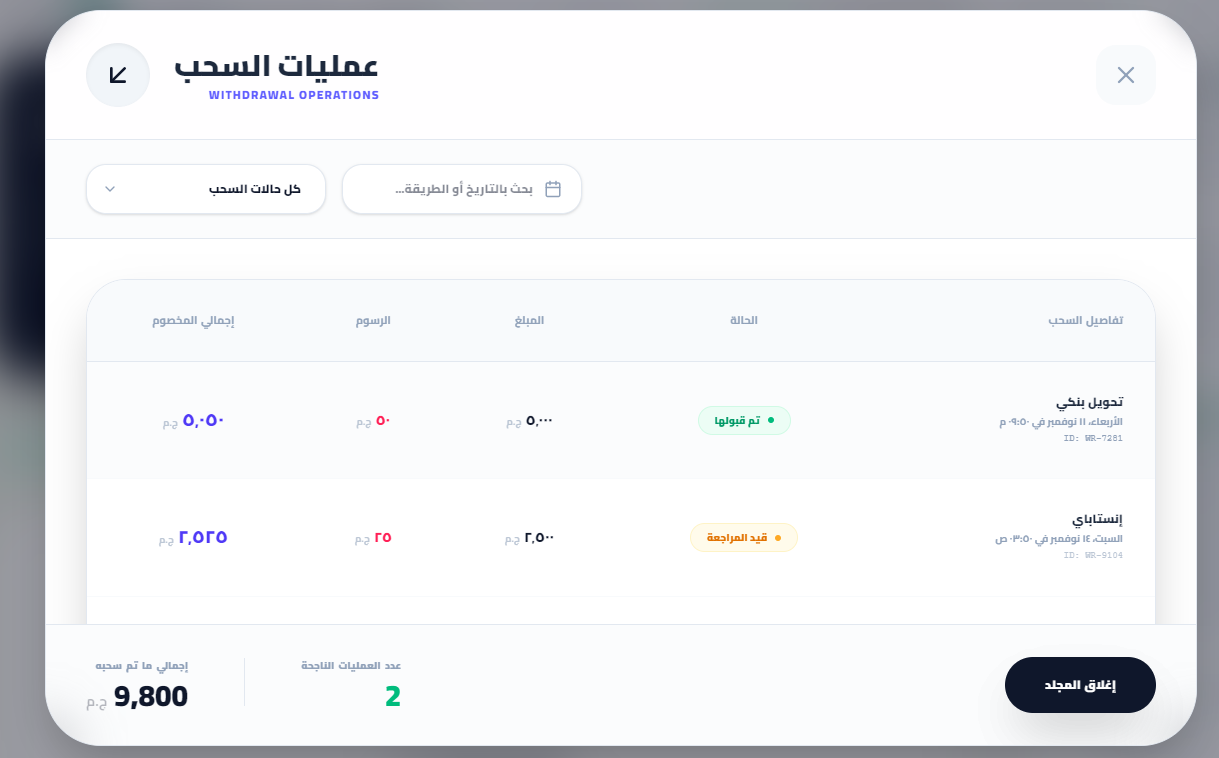 عمليات السحب
WITHDRAWAL OPERATIONS
بحث بالتاريخ أو الطريقة...
كل حالات السحب
تفاصيل السحب
الحالة
المبلغ
الرسوم
إجمالي المخصوم
تحويل بنكي
الأربعاء، ١١ نوفمبر في ٠٩:٥٠ م
ID: WR-7281
تم قبولها
٥,٠٠٠ ج.م
٥٠ ج.م
٥,٠٥٠ ج.م
إنستاباي
السبت، ١٤ نوفمبر في ٠٣:٥٠ ص
ID: WR-9104
قيد المراجعة
٢,٥٠٠ ج.م
٢٥ ج.م
٢,٥٢٥ ج.م
إغلاق المجلد
عدد العمليات الناجحة
2
إجمالي ما تم سحبه
9,800 ج.م